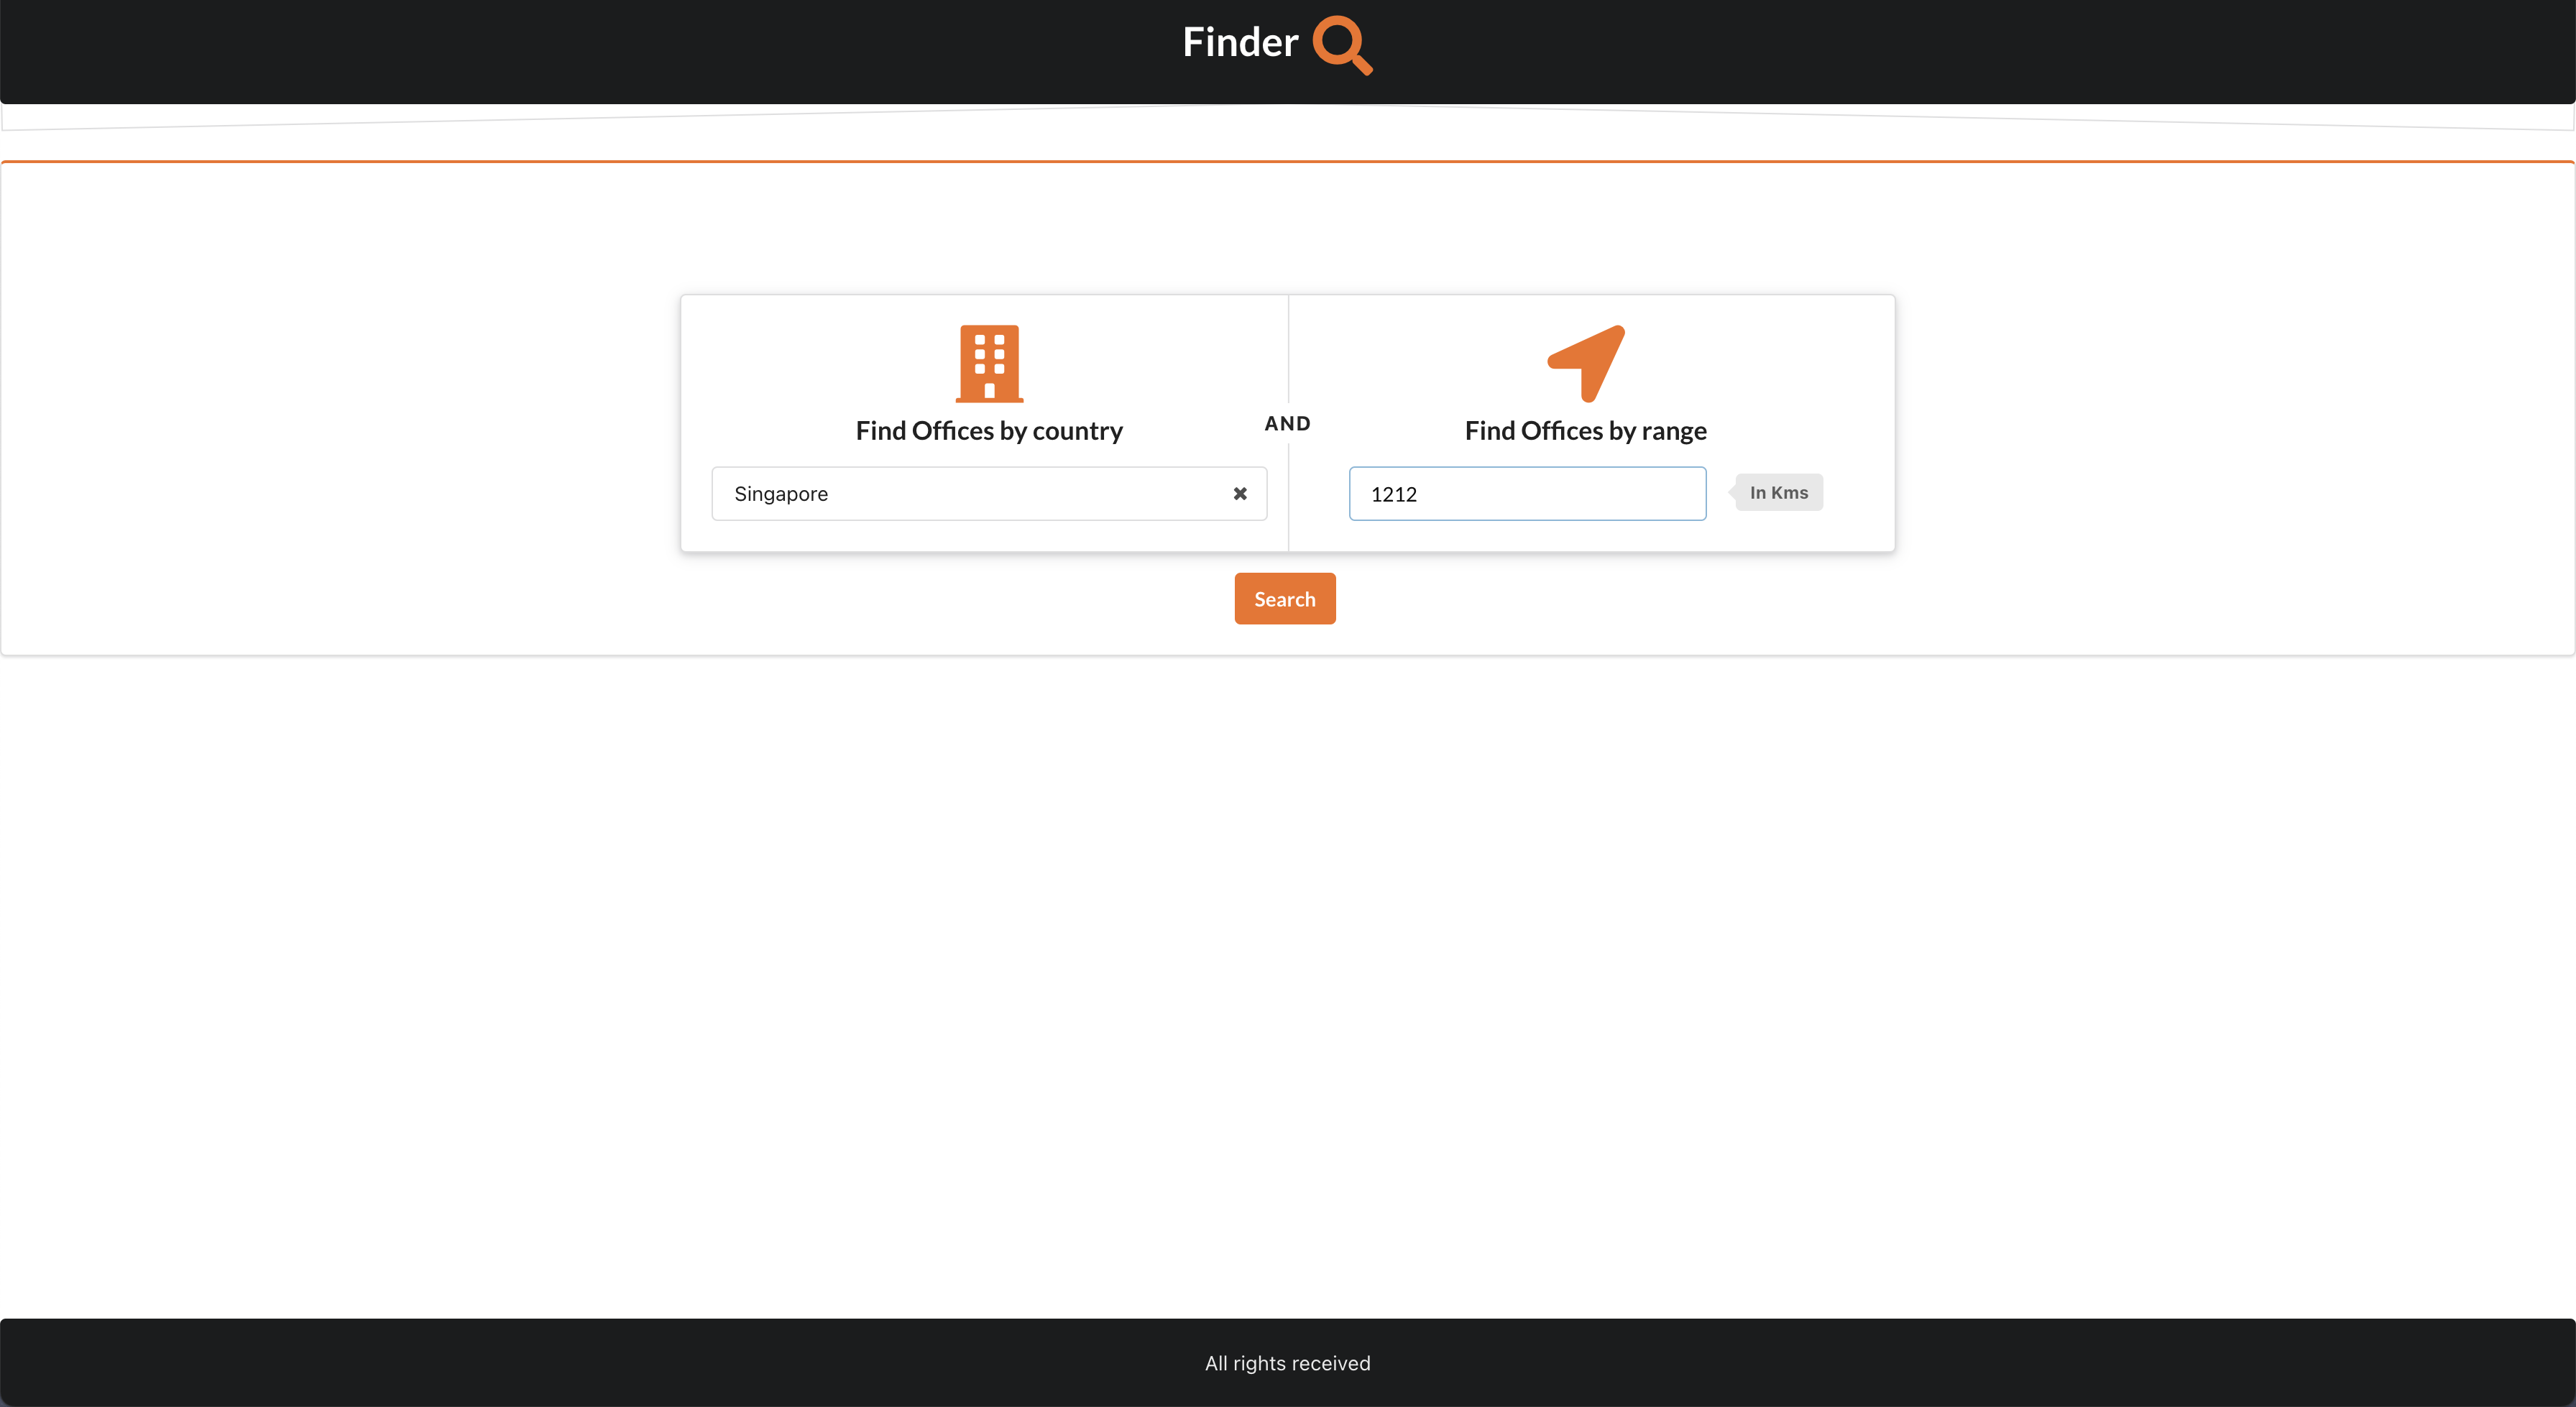 Finder
Find Offices by country
Singapore
AND
Find Offices by range
1212
In Kms
Search
All rights received